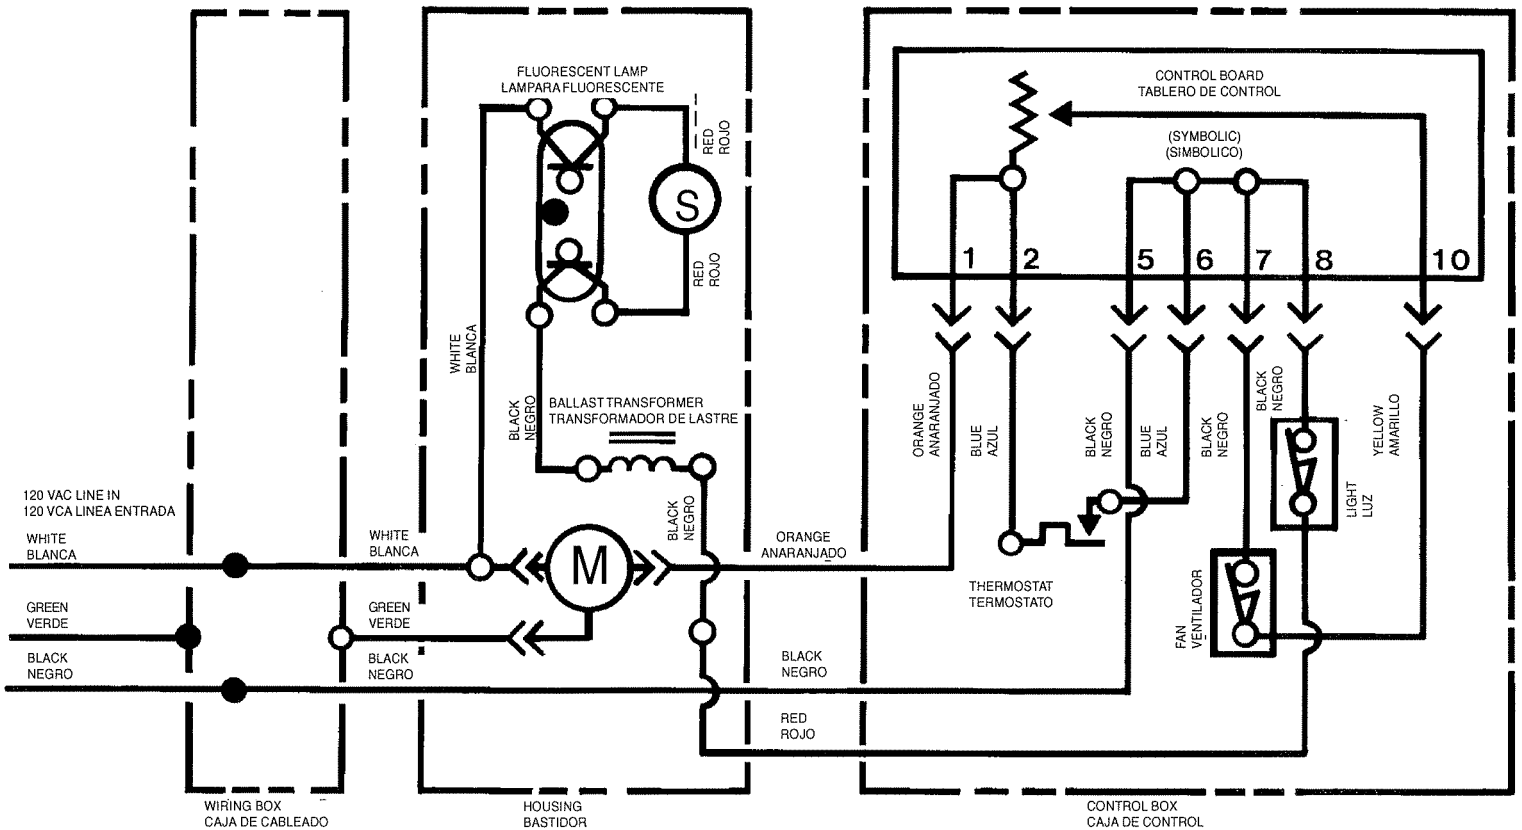 FLUORESCENT LAMP
LAMPARA FLUORESCENTE
RED
ROJO
S
RED
ROJO
WHITE
BLANCA
BLACK
NEGRO
BALLAST TRANSFORMER
TRANSFORMADOR DE LASTRE
BLACK
NEGRO
CONTROL BOARD
TABLERO DE CONTROL
(SYMBOLIC)
(SIMBOLICO)
1 2 5 6 7 8 10
ORANGE
ANARANJADO
BLUE
AZUL
BLACK
NEGRO
BLUE
AZUL
BLACK
NEGRO
BLACK
NEGRO
YELLOW
AMARILLO
LIGHT
LUZ
FAN
VENTILADOR
THERMOSTAT
TERMOSTATO
120 VAC LINE IN
120 VCA LINEA ENTRADA
WHITE
BLANCA
WHITE
BLANCA
M
ORANGE
ANARANJADO
GREEN
VERDE
GREEN
VERDE
BLACK
NEGRO
BLACK
NEGRO
BLACK
NEGRO
RED
ROJO
WIRING BOX
CAJA DE CABLEADO
HOUSING
BASTIDOR
CONTROL BOX
CAJA DE CONTROL